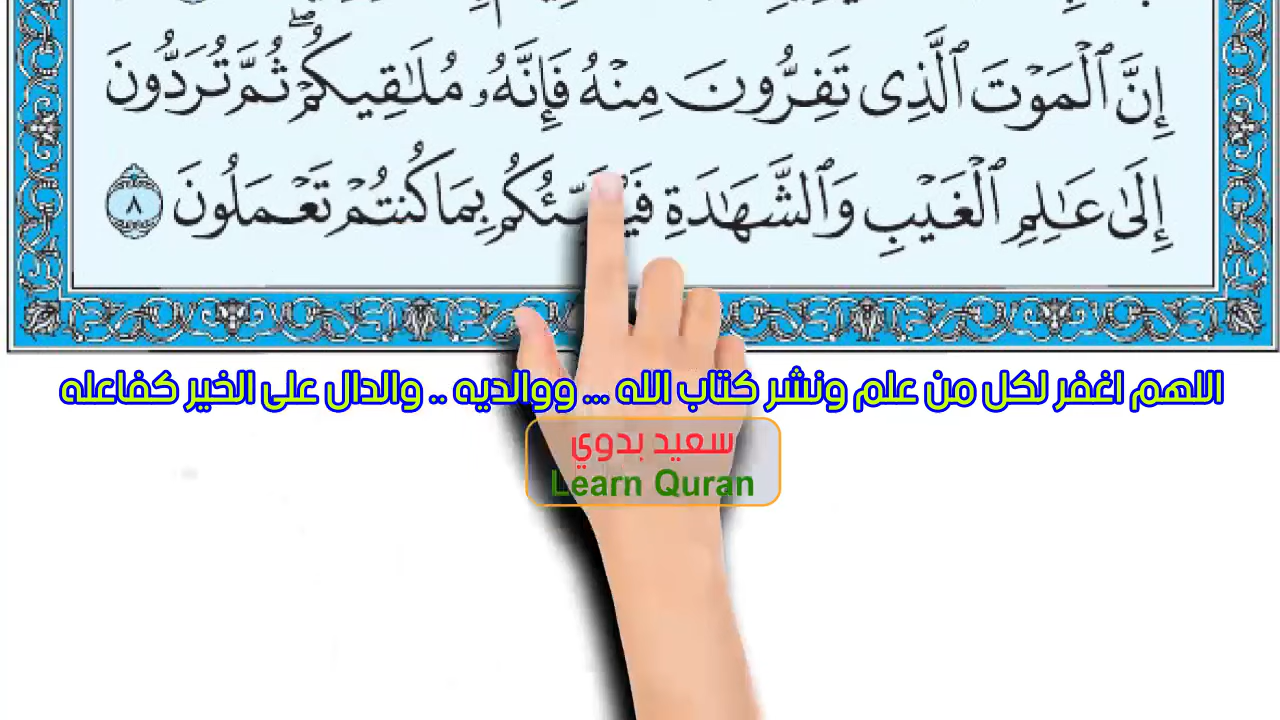 إِنَّ ٱلْمَوْتَ ٱلَّذِى تَفِرُّونَ مِنْهُ فَإِنَّهُۥ مُلَـٰقِيكُمْ ۖ ثُمَّ تُرَدُّونَ
إِلَىٰ عَـٰلِمِ ٱلْغَيْبِ وَٱلشَّهَـٰدَةِ فَيُنَبِّئُكُم بِمَا كُنتُمْ تَعْمَلُونَ ٨
اللهم اغفر لكل من علم ونشر كتاب الله ... ووالديه .. والدال على الخير كفاعله
سعيد بدوي
Learn Quran